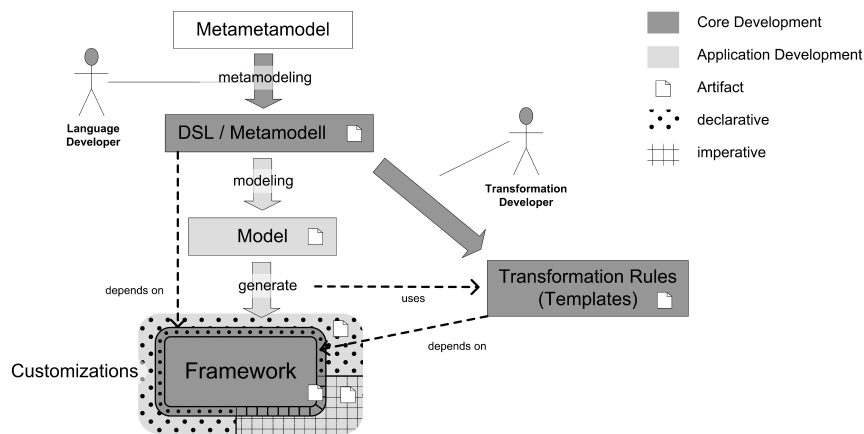 Metametamodel
Core Development
Application Development
Artifact
declarative
imperative
metamodeling
Language
Developer
DSL / Metamodell
Transformation
Developer
modeling
Model
Transformation Rules
(Templates)
generate
uses
depends on
depends on
Customizations
Framework